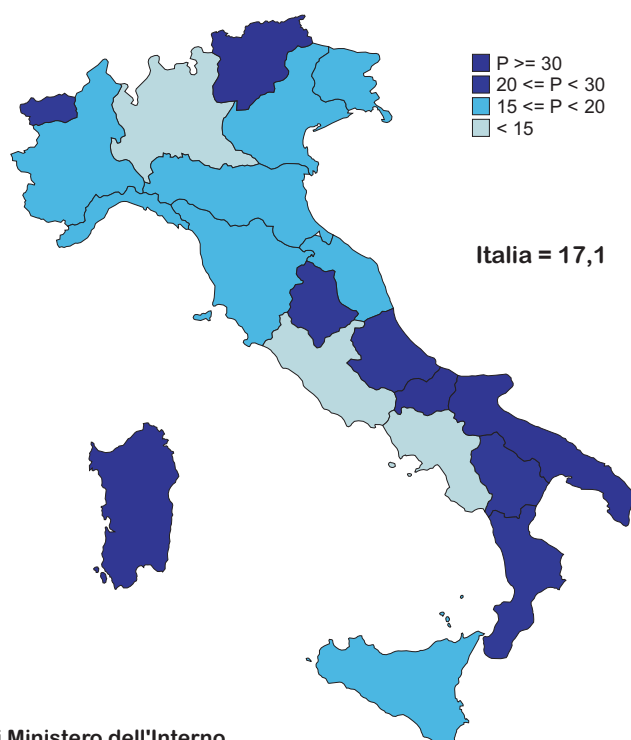 P >= 30
20 <= P < 30
15 <= P < 20
< 15
Italia = 17,1
i Ministero dell'Interno